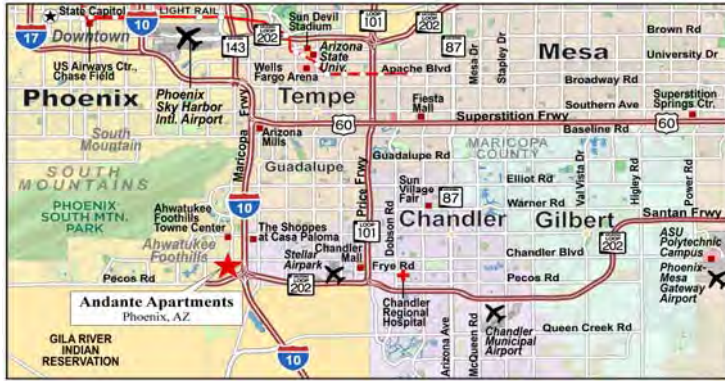 State Capitol
LIGHT RAIL
10
17
Downtown
US Airways Ctr.,
Chase Field
Phoenix
Phoenix
Sky Harbor
Intl. Airport
143
LOOP
202
Sun Devil
Stadium
LOOP
101
Arizona
State
Univ.
Wells
Fargo Arena
Apache Blvd
87
Mesa Dr
Stapley Dr
Mesa
Brown Rd
University Dr
Broadway Rd
Southern Ave
Superstition
Springs Ctr.
Tempe
Fiesta
Mall
60
Superstition Frwy
60
Baseline Rd
Maricopa Frwy
Arizona
Mills
South
Mountain
SOUTH
MOUNTAINS
PHOENIX
SOUTH MTN.
PARK
Guadalupe
Guadalupe Rd
MARICOPA
COUNTY
Price Frwy
Dobson Rd
Sun
Village
Fair
87
Elliot Rd
Warner Rd
Val Vista Dr
Higley Rd
Power Rd
10
Chandler
Gilbert
Santan Frwy
LOOP
202
Ahwatukee
Foothills
Towne Center
Ahwatukee
Foothills
The Shoppes
at Casa Paloma
LOOP
101
Chandler
Mall
Stellar
Airpark
Chandler Blvd
ASU
Polytechnic
Campus
Phoenix-
Mesa
Gateway
Airport
Pecos Rd
LOOP
202
Frye Rd
Pecos Rd
Chandler
Regional
Hospital
Andante Apartments
Phoenix, AZ
GILA RIVER
INDIAN
RESERVATION
10
Arizona Ave
McQueen Rd
Chandler
Municipal
Airport
Queen Creek Rd